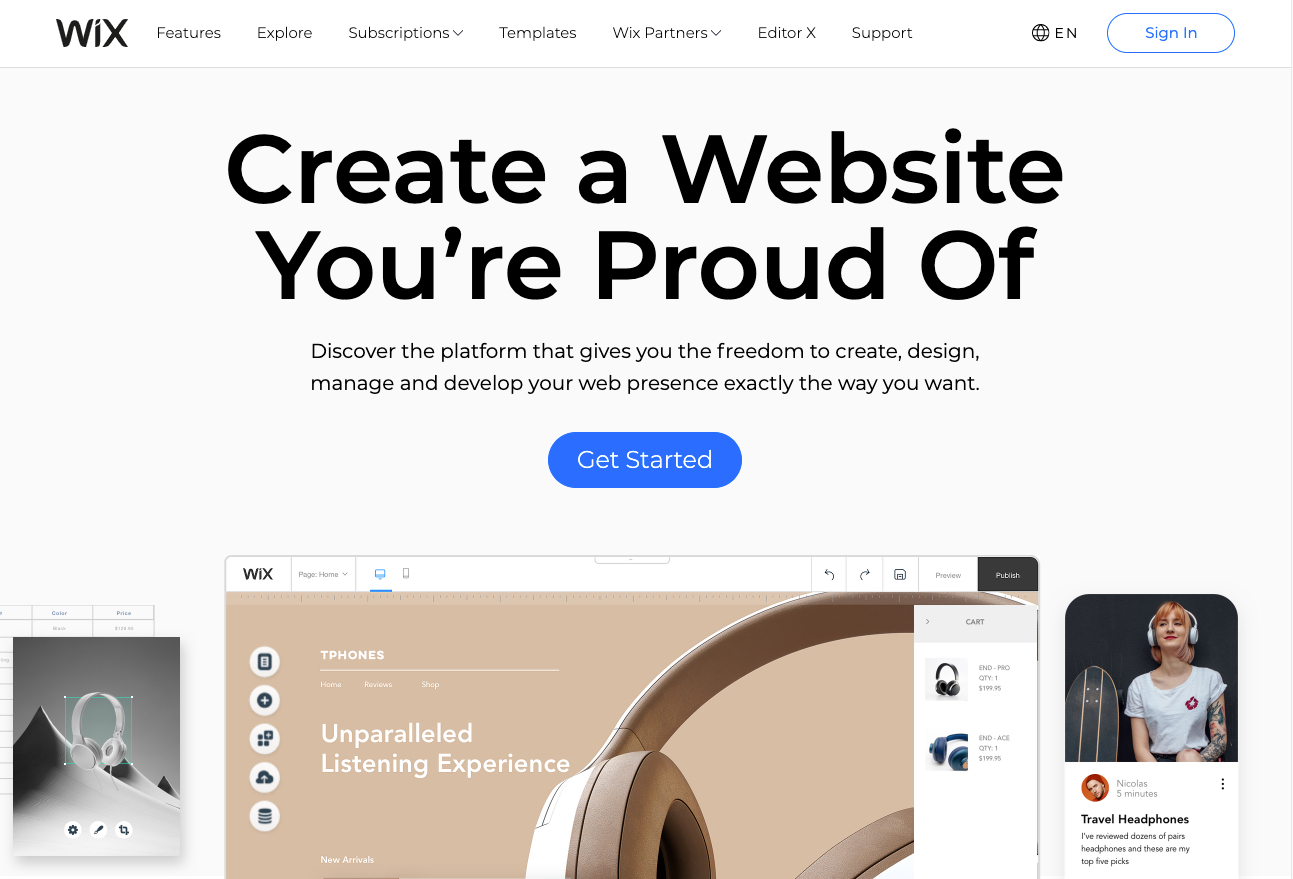 WiX Features Explore Subscriptions Templates Wix Partners Editor X Support EN Sign In
Create a Website
You’re Proud Of
Discover the platform that gives you the freedom to create, design,
manage and develop your web presence exactly the way you want.
Get Started
WiX Page: Home Preview Publish
Color Price
Black $199.95
TPHONES
Home Reviews Shop
Unparalleled
Listening Experience
New Arrivals
CART
END - PRO
QTY: 1
$199.95
END - ACE
QTY: 1
$199.95
Nicolas
5 minutes
Travel Headphones
I've reviewed dozens of pairs
headphones and these are my
top five picks